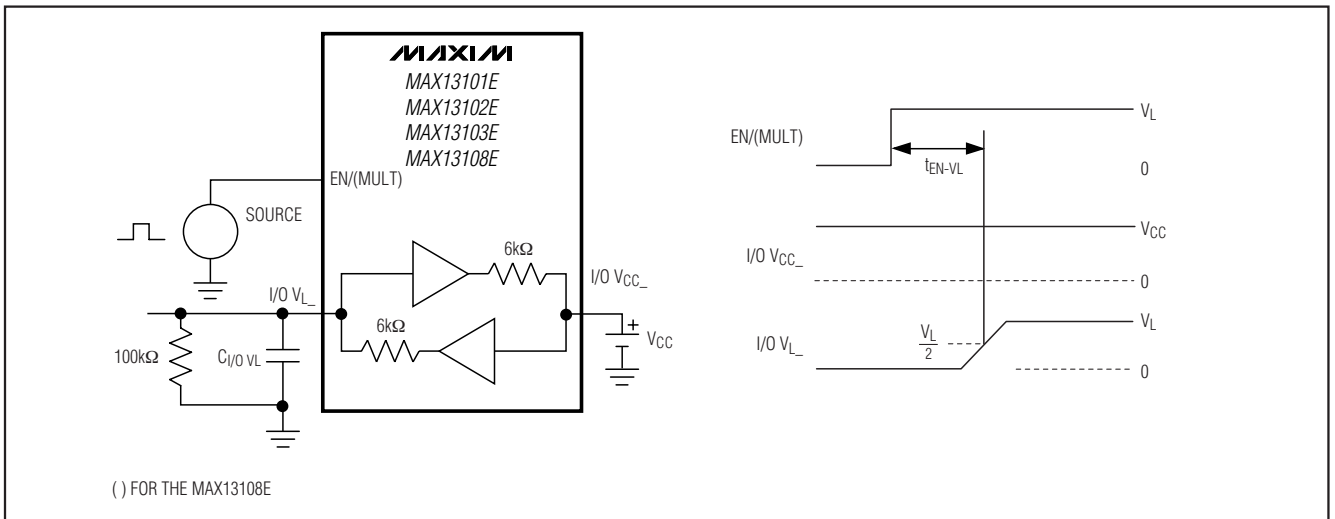 MAXIM
MAX13101E
MAX13102E
MAX13103E
MAX13108E
EN/(MULT)
SOURCE
6kΩ
I/O VL_
I/O VCC_
6kΩ
VCC
+
100kΩ
CI/O VL
( ) FOR THE MAX13108E
EN/(MULT)
VL
tEN-VL
0
VCC
I/O VCC_
0
VL
I/O VL_
VL
2
0